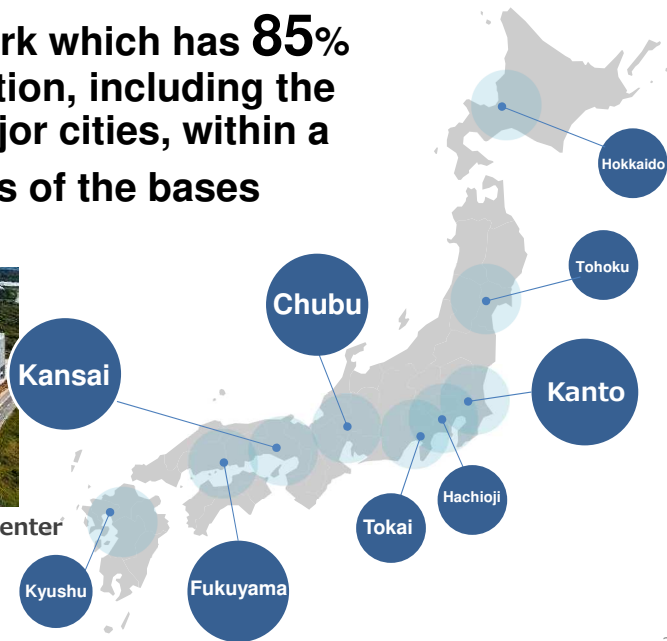 rk which has 85%
tion, including the
jor cities, within a
s of the bases
Hokkaido
Tohoku
Chubu
Kansai
Kanto
Hachioji
Tokai
enter
Kyushu
Fukuyama